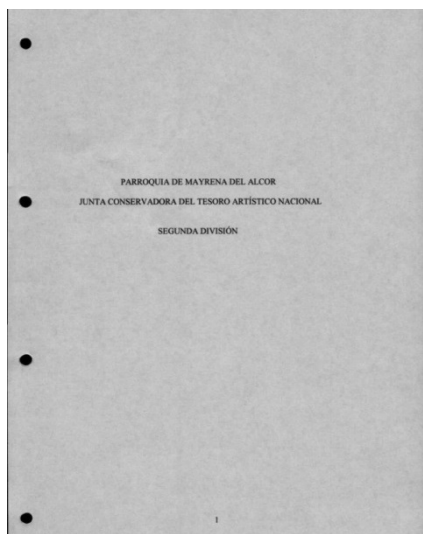 PARROQUIA DE MAYRENA DEL ALCOR
JUNTA CONSERVADORA DEL TESORO ARTÍSTICO NACIONAL
SEGUNDA DIVISIÓN
1